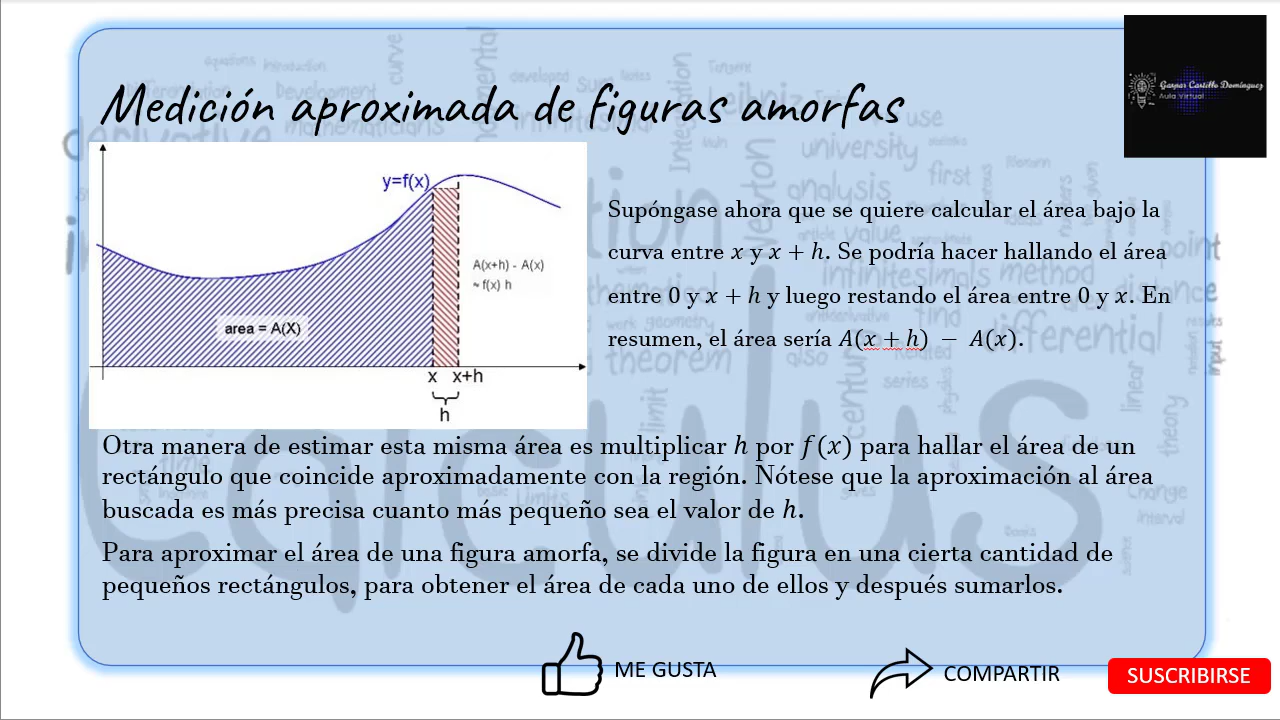 Medición aproximada de figuras amorfas
Gaspar Castillo Domínguez
Aula Virtual
y=f(x)
A(x+h) - A(x)
≈ f(x) h
area = A(X)
x x+h
h
Supóngase ahora que se quiere calcular el área bajo la
curva entre x y x + h. Se podría hacer hallando el área
entre 0 y x + h y luego restando el área entre 0 y x. En
resumen, el área sería A(x + h) − A(x).
Otra manera de estimar esta misma área es multiplicar h por f(x) para hallar el área de un
rectángulo que coincide aproximadamente con la región. Nótese que la aproximación al área
buscada es más precisa cuanto más pequeño sea el valor de h.
Para aproximar el área de una figura amorfa, se divide la figura en una cierta cantidad de
pequeños rectángulos, para obtener el área de cada uno de ellos y después sumarlos.
ME GUSTA
COMPARTIR
SUSCRIBIRSE